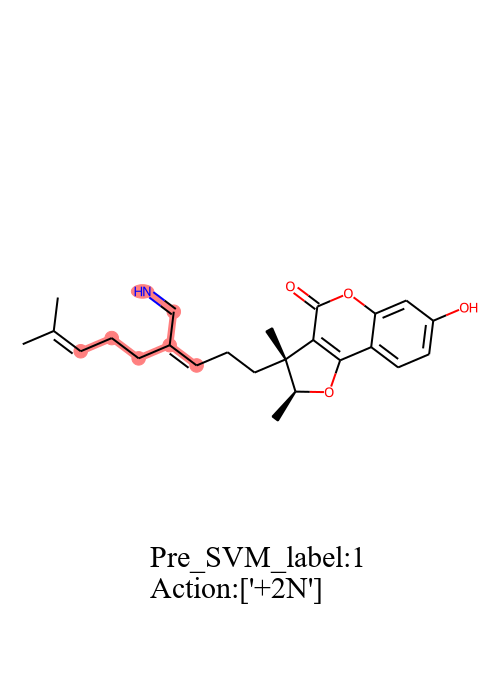 HN
O
O
OH
O
Pre_SVM_label:1
Action:['+2N']